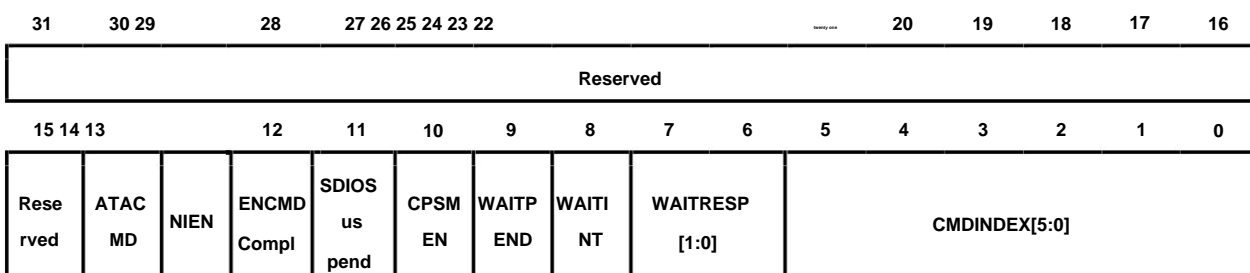 31 30 29 28 27 26 25 24 23 22 twenty one 20 19 18 17 16
Reserved
15 14 13 12 11 10 9 8 7 6 5 4 3 2 1 0
Rese rved ATAC MD NIEN ENCMD Compl SDIOS us pend CPSM EN WAITP END WAITI NT WAITRESP [1:0] CMDINDEX[5:0]